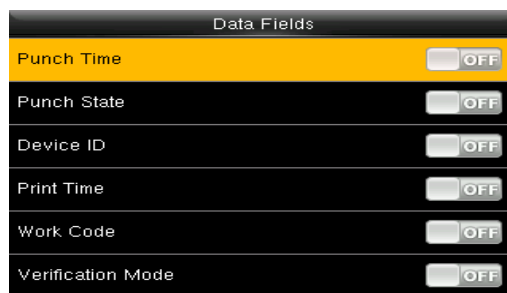 Data Fields
Punch Time OFF
Punch State OFF
Device ID OFF
Print Time OFF
Work Code OFF
Verification Mode OFF